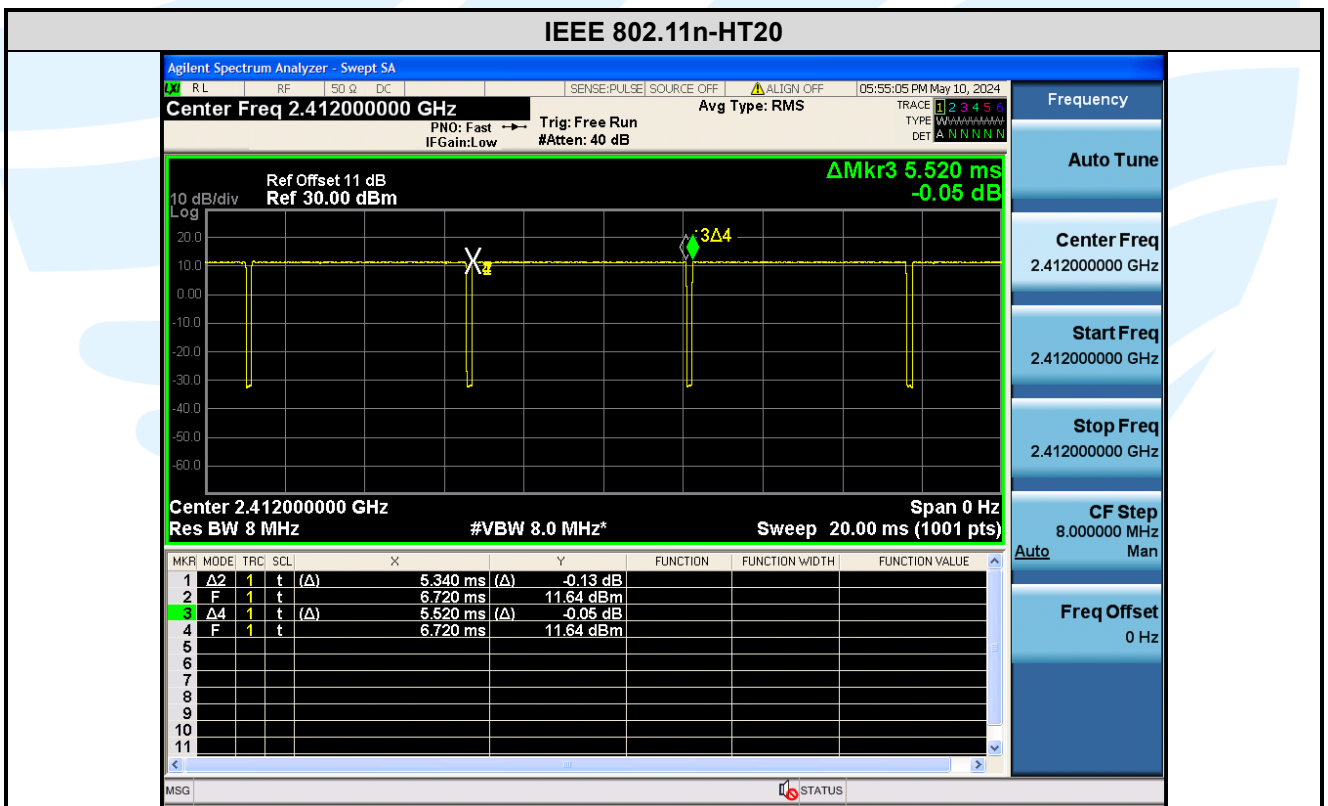 IEEE 802.11n-HT20
Agilent Spectrum Analyzer - Swept SA
LXI RL RF 50 Ω DC SENSE:PULSE SOURCE OFF ALIGN OFF 05:55:05 PM May 10, 2024
Center Freq 2.412000000 GHz Avg Type: RMS TRACE 1 2 3 4 5 6
PNO: Fast Trig: Free Run TYPE WWWWWWW
IFGain:Low #Atten: 40 dB DET A N N N N N
ΔMkr3 5.520 ms
-0.05 dB
Ref Offset 11 dB
10 dB/div Ref 30.00 dBm
Log
20.0
10.0
0.00
-10.0
-20.0
-30.0
-40.0
-50.0
-60.0
3Δ4
Center 2.412000000 GHz Span 0 Hz
Res BW 8 MHz #VBW 8.0 MHz* Sweep 20.00 ms (1001 pts)
MKR MODE TRC SCL X Y FUNCTION FUNCTION WIDTH FUNCTION VALUE
1 Δ2 1 t (Δ) 5.340 ms (Δ) -0.13 dB
2 F 1 t 6.720 ms 11.64 dBm
3 Δ4 1 t (Δ) 5.520 ms (Δ) -0.05 dB
4 F 1 t 6.720 ms 11.64 dBm
5
6
7
8
9
10
11
MSG STATUS
Frequency
Auto Tune
Center Freq
2.412000000 GHz
Start Freq
2.412000000 GHz
Stop Freq
2.412000000 GHz
CF Step
8.000000 MHz
Auto Man
Freq Offset
0 Hz